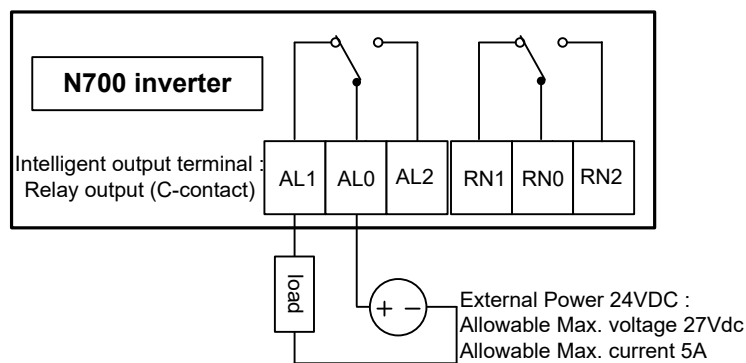 N700 inverter
Intelligent output terminal :
Relay output (C-contact)
AL1
AL0
AL2
RN1
RN0
RN2
load
+ −
External Power 24VDC :
Allowable Max. voltage 27Vdc
Allowable Max. current 5A